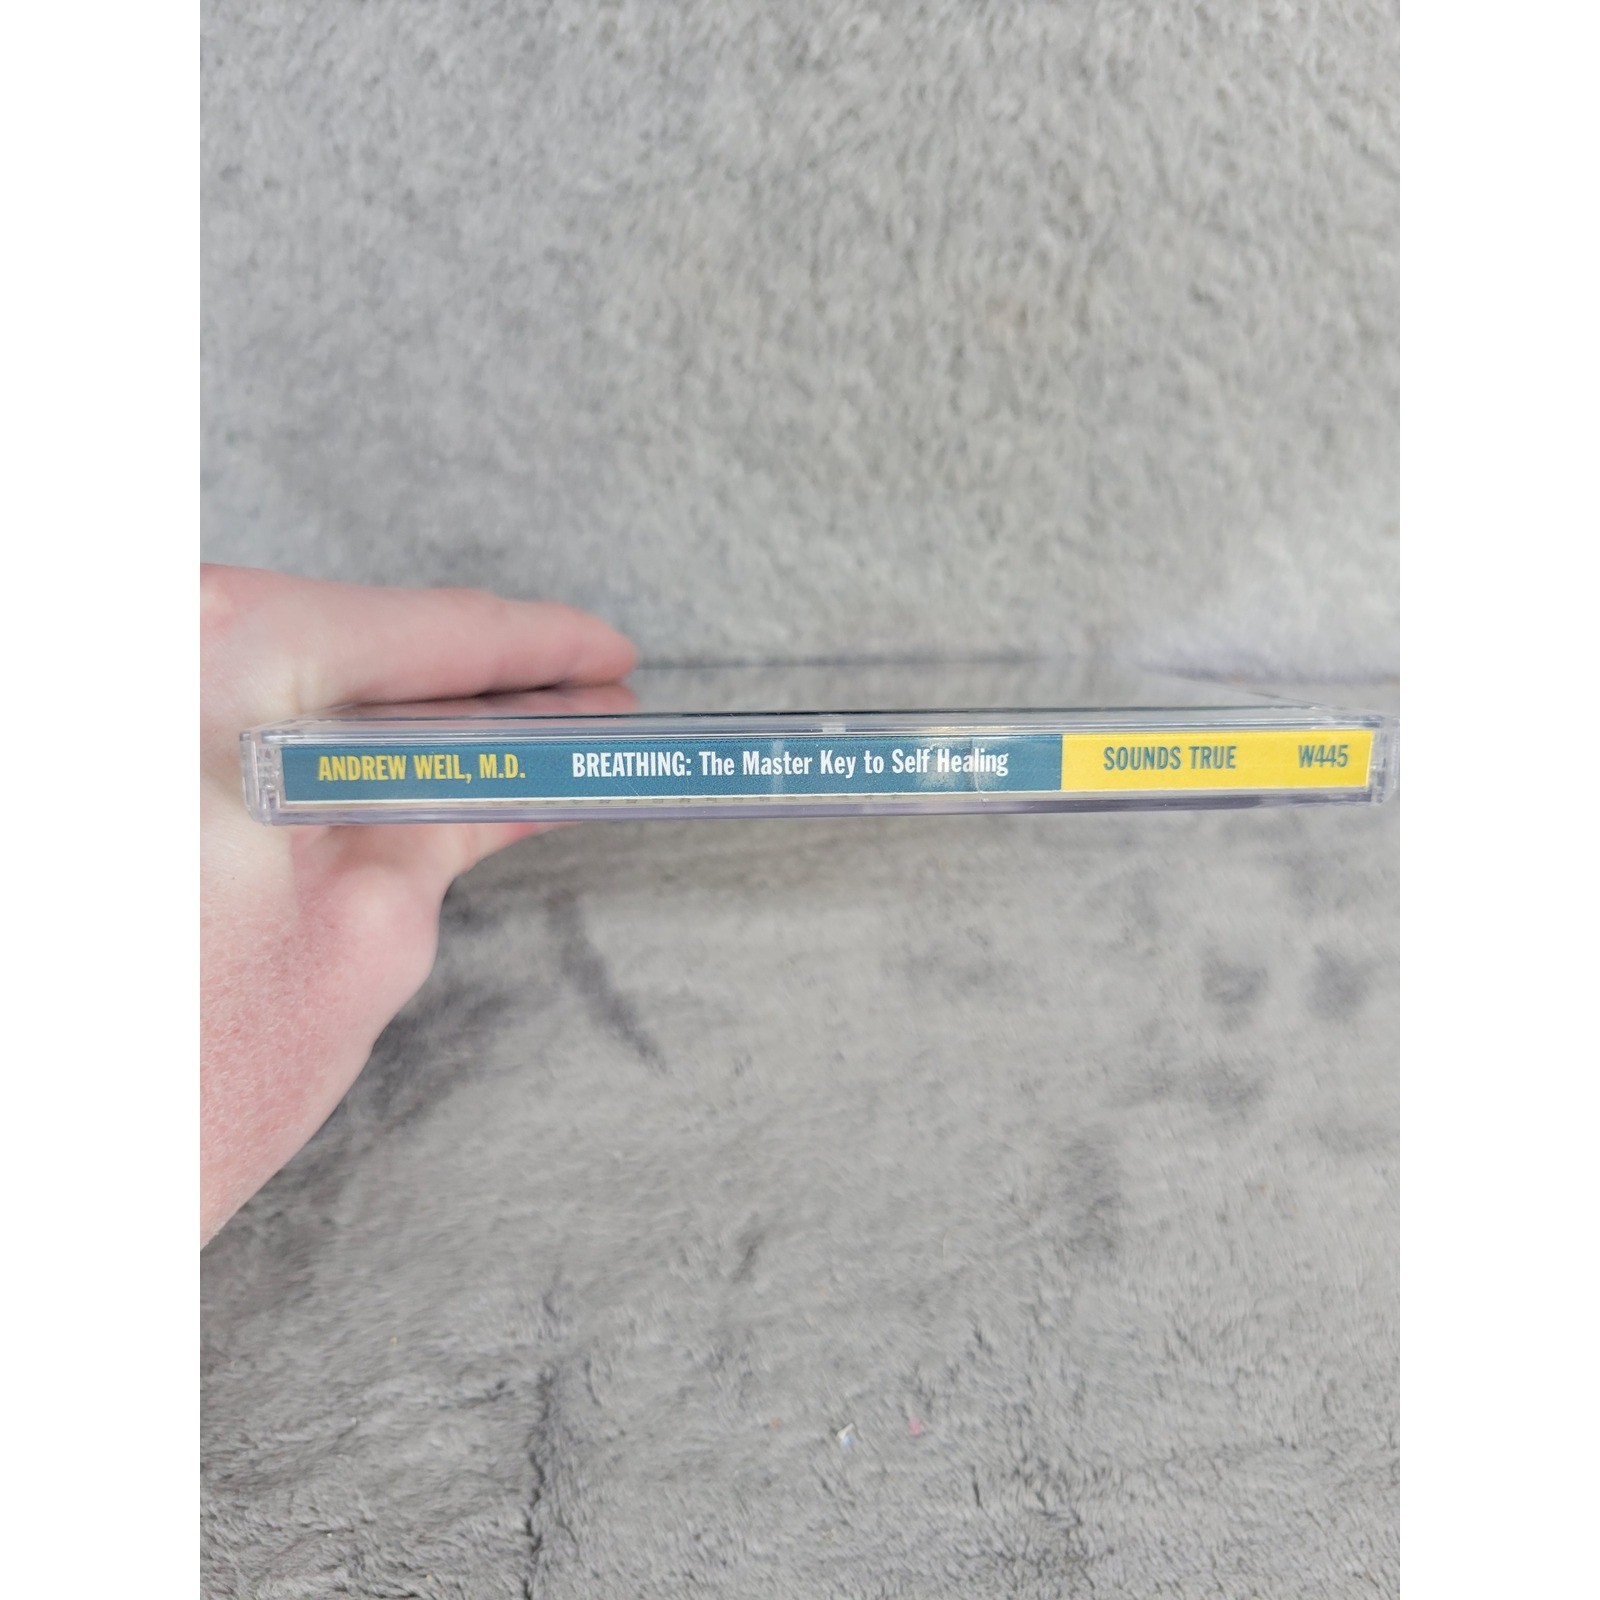 ANDREW WEIL, M.D. BREATHING: The Master Key to Self Healing SOUNDS TRUE W445